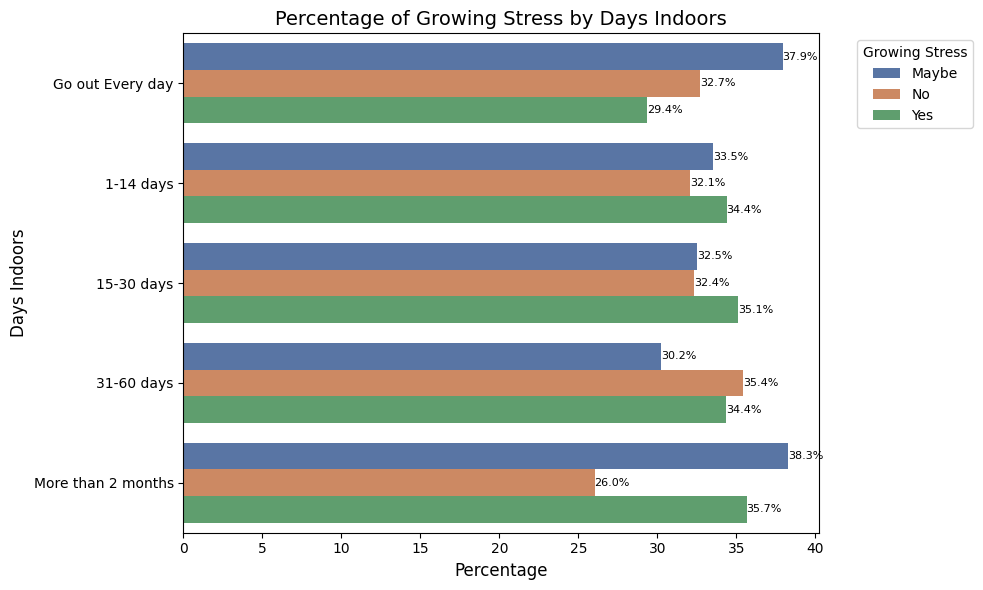 Percentage of Growing Stress by Days Indoors
Growing Stress
Maybe
No
Yes
Days Indoors
Go out Every day
37.9%
32.7%
29.4%
1-14 days
33.5%
32.1%
34.4%
15-30 days
32.5%
32.4%
35.1%
31-60 days
30.2%
35.4%
34.4%
More than 2 months
38.3%
26.0%
35.7%
0 5 10 15 20 25 30 35 40
Percentage